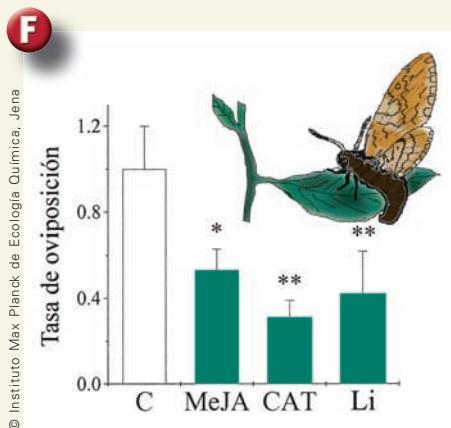 F
© Instituto Max Planck de Ecología Química, Jena
Tasa de oviposición
1.2
0.8
0.4
0.0
*
**
**
C MeJA CAT Li